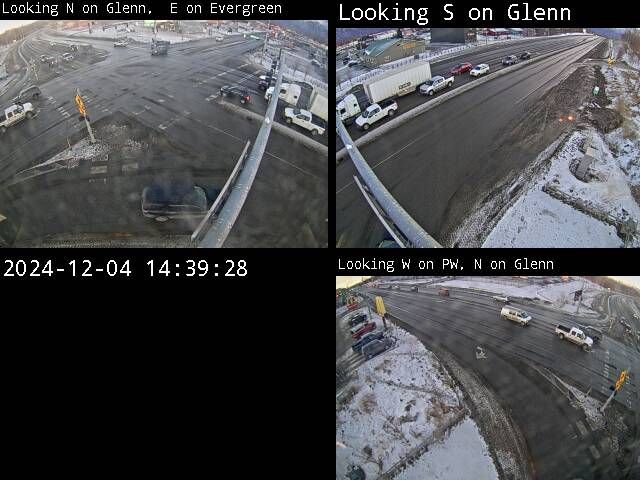 Looking N on Glenn,  E on Evergreen
Looking S on Glenn
2024-12-04 14:39:28
Looking W on PW, N on Glenn